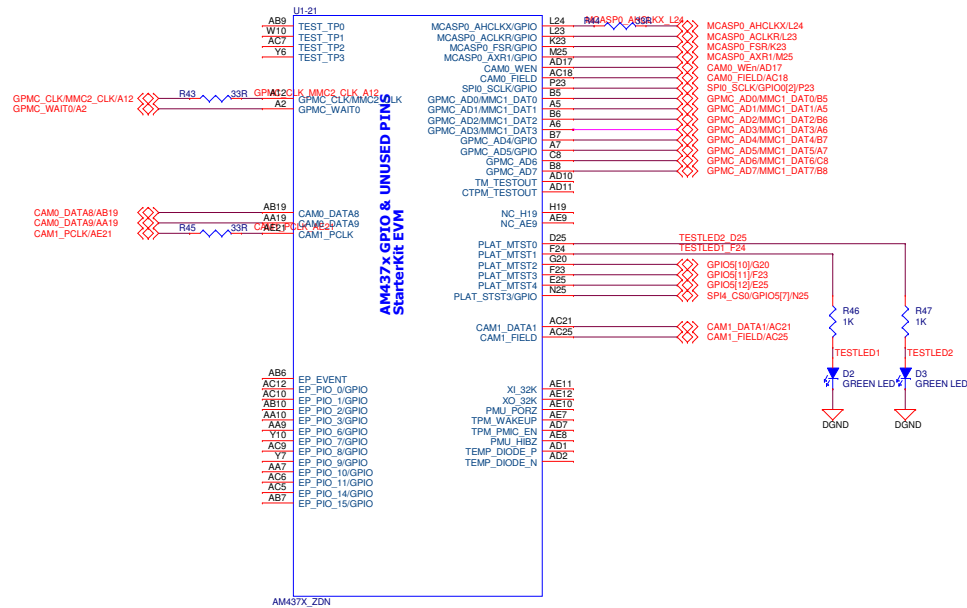 U1-21
AB9 TEST_TP0
W10 TEST_TP1
AC7 TEST_TP2
Y6 TEST_TP3
GPMC_CLK/MMC2_CLK/A12 R43 33R GPMC_CLK_MMC2_CLK_A12 A12 GPMC_CLK/MMC2_CLK
GPMC_WAIT0/A2 A2 GPMC_WAIT0
CAM0_DATA8/AB19 AB19 CAM0_DATA8
CAM0_DATA9/AA19 AA19 CAM0_DATA9
CAM1_PCLK/AE21 R45 33R CAM1_PCLK_AE21 AE21 CAM1_PCLK
AB6 EP_EVENT
AC12 EP_PIO_0/GPIO
AC10 EP_PIO_1/GPIO
AB10 EP_PIO_2/GPIO
AA10 EP_PIO_3/GPIO
AA9 EP_PIO_6/GPIO
Y10 EP_PIO_7/GPIO
AC9 EP_PIO_8/GPIO
Y7 EP_PIO_9/GPIO
AA7 EP_PIO_10/GPIO
AC6 EP_PIO_11/GPIO
AC5 EP_PIO_14/GPIO
AB7 EP_PIO_15/GPIO
AM437x GPIO & UNUSED PINS
StarterKit EVM
MCASP0_AHCLKX/GPIO L24 R44 33R MCASP0_AHCLKX_L24 MCASP0_AHCLKX/L24
MCASP0_ACLKR/GPIO L23 MCASP0_ACLKR/L23
MCASP0_FSR/GPIO K23 MCASP0_FSR/K23
MCASP0_AXR1/GPIO M25 MCASP0_AXR1/M25
CAM0_WEN AD17 CAM0_WEn/AD17
CAM0_FIELD AC18 CAM0_FIELD/AC18
SPI0_SCLK/GPIO P23 SPI0_SCLK/GPIO0[2]/P23
GPMC_AD0/MMC1_DAT0 B5 GPMC_AD0/MMC1_DAT0/B5
GPMC_AD1/MMC1_DAT1 A5 GPMC_AD1/MMC1_DAT1/A5
GPMC_AD2/MMC1_DAT2 B6 GPMC_AD2/MMC1_DAT2/B6
GPMC_AD3/MMC1_DAT3 A6 GPMC_AD3/MMC1_DAT3/A6
GPMC_AD4/GPIO B7 GPMC_AD4/MMC1_DAT4/B7
GPMC_AD5/GPIO A7 GPMC_AD5/MMC1_DAT5/A7
GPMC_AD6 C8 GPMC_AD6/MMC1_DAT6/C8
GPMC_AD7 B8 GPMC_AD7/MMC1_DAT7/B8
TM_TESTOUT AD10
CTPM_TESTOUT AD11
NC_H19 H19
NC_AE9 AE9
PLAT_MTST0 D25 TESTLED2_D25
PLAT_MTST1 F24 TESTLED1_F24
PLAT_MTST2 G20 GPIO5[10]/G20
PLAT_MTST3 F23 GPIO5[11]/F23
PLAT_MTST4 E25 GPIO5[12]/E25
PLAT_STST3/GPIO N25 SPI4_CS0/GPIO5[7]/N25
CAM1_DATA1 AC21 CAM1_DATA1/AC21
CAM1_FIELD AC25 CAM1_FIELD/AC25
XI_32K AE11
XO_32K AE12
PMU_PORZ AE10
TPM_WAKEUP AE7
TPM_PMIC_EN AD7
PMU_HIBZ AE8
TEMP_DIODE_P AD1
TEMP_DIODE_N AD2
R46 R47
1K 1K
TESTLED1 TESTLED2
D2 D3
GREEN LED GREEN LED
DGND DGND
AM437X_ZDN